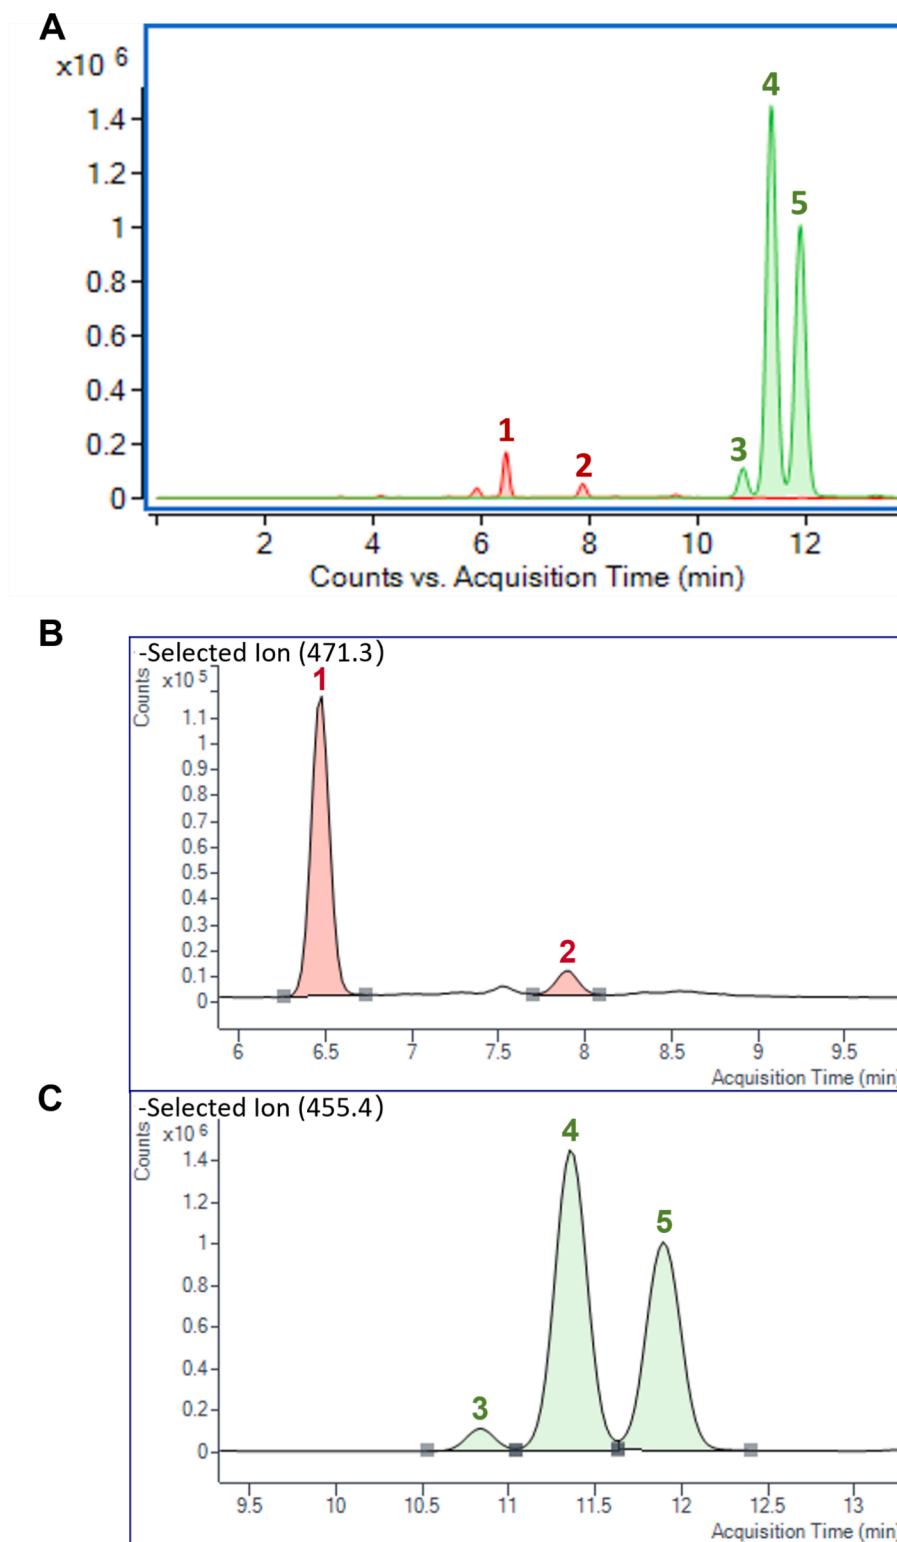 A
x10 6
4
1.4
1.2
5
1
0.8
0.6
0.4
1
3
0.2
2
0
2 4 6 8 10 12
Counts vs. Acquisition Time (min)
B
-Selected Ion (471.3)
Counts
x10 5
1
1.1
1
0.9
0.8
0.7
0.6
0.5
0.4
0.3
2
0.2
0.1
0
6 6.5 7 7.5 8 8.5 9 9.5
Acquisition Time (min)
C
-Selected Ion (455.4)
Counts
x10 6
4
1.4
1.2
5
1
0.8
0.6
0.4
3
0.2
0
9.5 10 10.5 11 11.5 12 12.5 13
Acquisition Time (min)